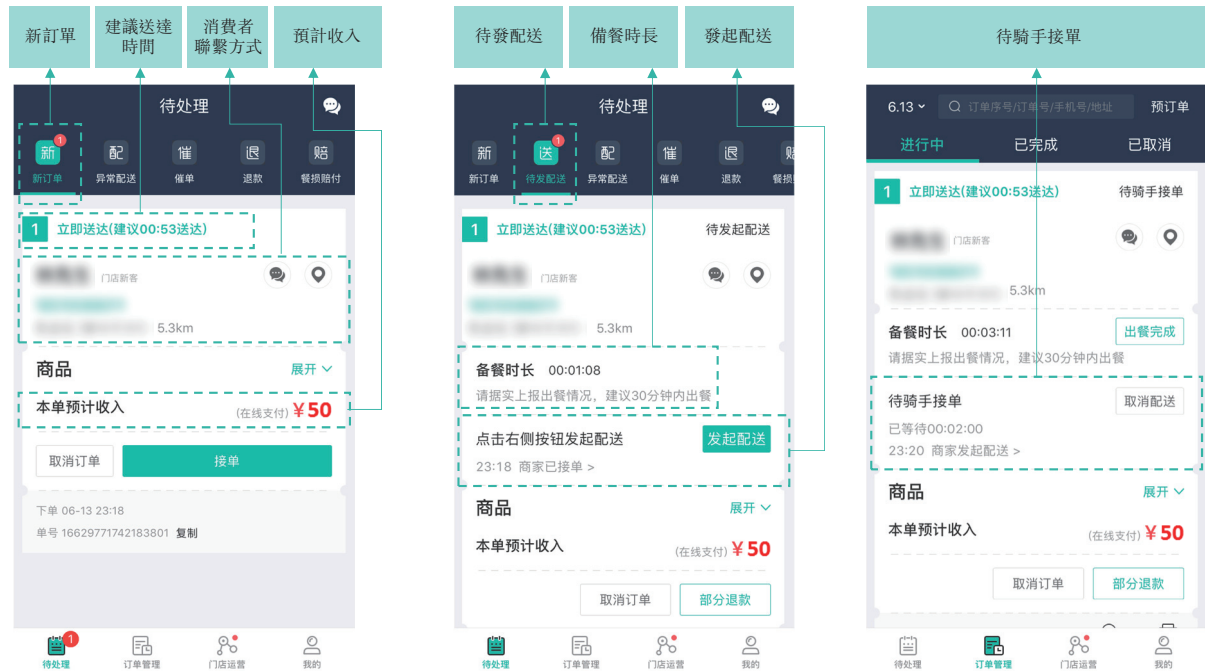 新訂單
建議送達
時間
消費者
聯繫方式
預計收入
待处理
新 1
配
催
退
赔
新订单
异常配送
催单
退款
餐损赔付
1 立即送达(建议00:53送达)
门店新客
5.3km
商品
展开
本单预计收入
(在线支付) ¥50
取消订单
接单
下单 06-13 23:18
单号 16629771742183801 复制
1
待处理
订单管理
门店运营
我的
待發配送
備餐時長
發起配送
待处理
新
送 1
配
催
退
新订单
待发配送
异常配送
催单
退款
餐损
1 立即送达(建议00:53送达)
待发起配送
门店新客
5.3km
备餐时长 00:01:08
请据实上报出餐情况，建议30分钟内出餐
点击右侧按钮发起配送
发起配送
23:18 商家已接单 >
商品
展开
本单预计收入
(在线支付) ¥50
取消订单
部分退款
待处理
订单管理
门店运营
我的
待騎手接單
6.13
订单序号/订单号/手机号/地址
预订单
进行中
已完成
已取消
1 立即送达(建议00:53送达)
待骑手接单
门店新客
5.3km
备餐时长 00:03:11
出餐完成
请据实上报出餐情况，建议30分钟内出餐
待骑手接单
取消配送
已等待00:02:00
23:20 商家发起配送 >
商品
展开
本单预计收入
(在线支付) ¥50
取消订单
部分退款
待处理
订单管理
门店运营
我的